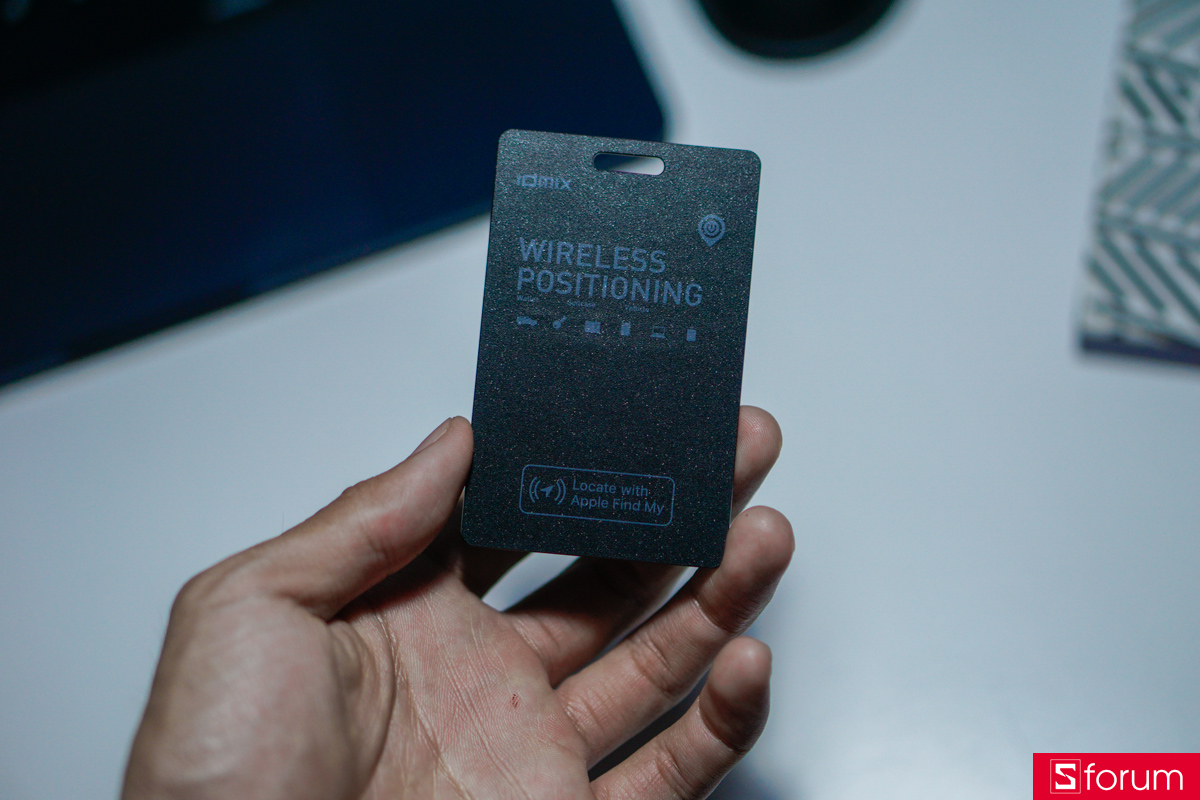 idmix
WIRELESS
POSITIONING
Locate with
Apple Find My
S forum